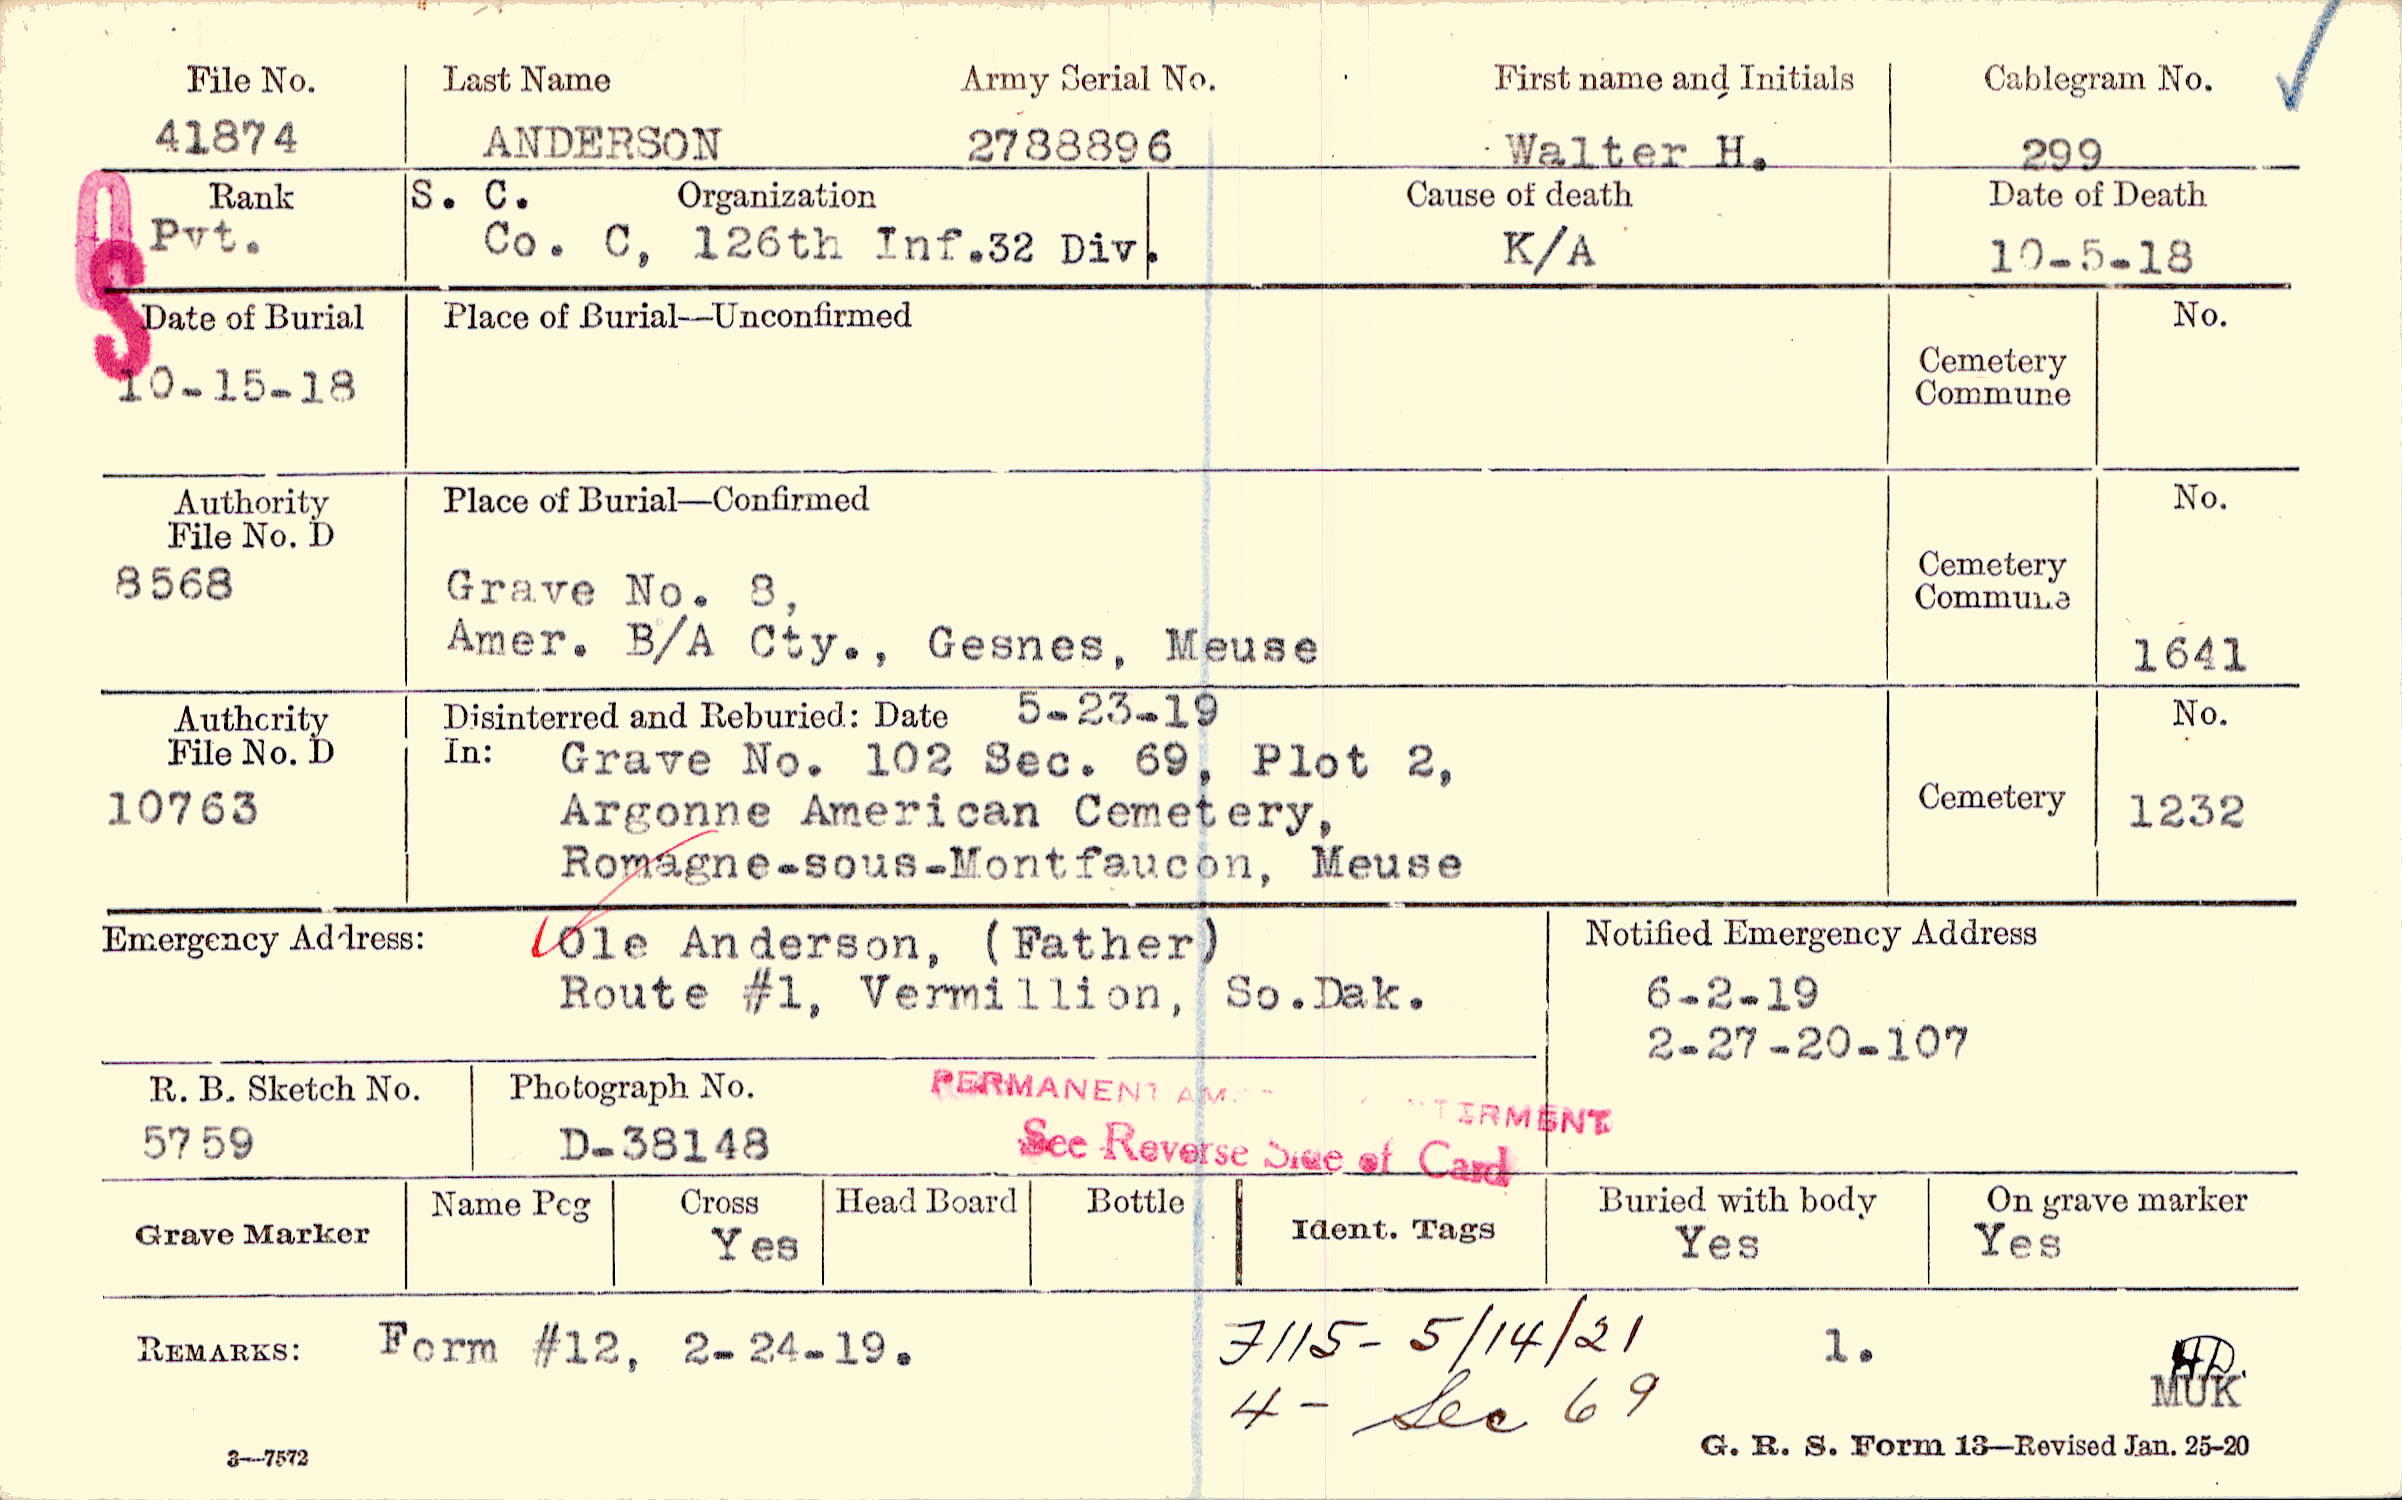 File No. Last Name Army Serial No. First name and Initials Cablegram No.
41874 ANDERSON 2788896 Walter H. 299
OS
Rank S. C. Organization Cause of death Date of Death
Pvt. Co. C, 126th Inf.32 Div. K/A 10-5-18
Date of Burial Place of Burial—Unconfirmed No.
Cemetery
Commune
10-15-18
Authority Place of Burial—Confirmed No.
File No. D
8568 Grave No. 8, Cemetery
Commune
Amer. B/A Cty., Gesnes, Meuse 1641
Authority Disinterred and Reburied: Date 5-23-19 No.
File No. D In: Grave No. 102 Sec. 69, Plot 2,
10763 Argonne American Cemetery, Cemetery 1232
Romagne-sous-Montfaucon, Meuse
Emergency Address: Ole Anderson, (Father) Notified Emergency Address
Route #1, Vermillion, So.Dak. 6-2-19
2-27-20-107
R. B. Sketch No. Photograph No. PERMANENT
5759 D-38148 See Reverse Side of Card
Grave Marker Name Peg Cross Head Board Bottle Ident. Tags Buried with body On grave marker
Yes Yes Yes
REMARKS: Form #12, 2-24-19. 7115- 5/14/21 1.
4- Sec 69 MUK
3—7572 G. R. S. Form 13—Revised Jan. 25-20